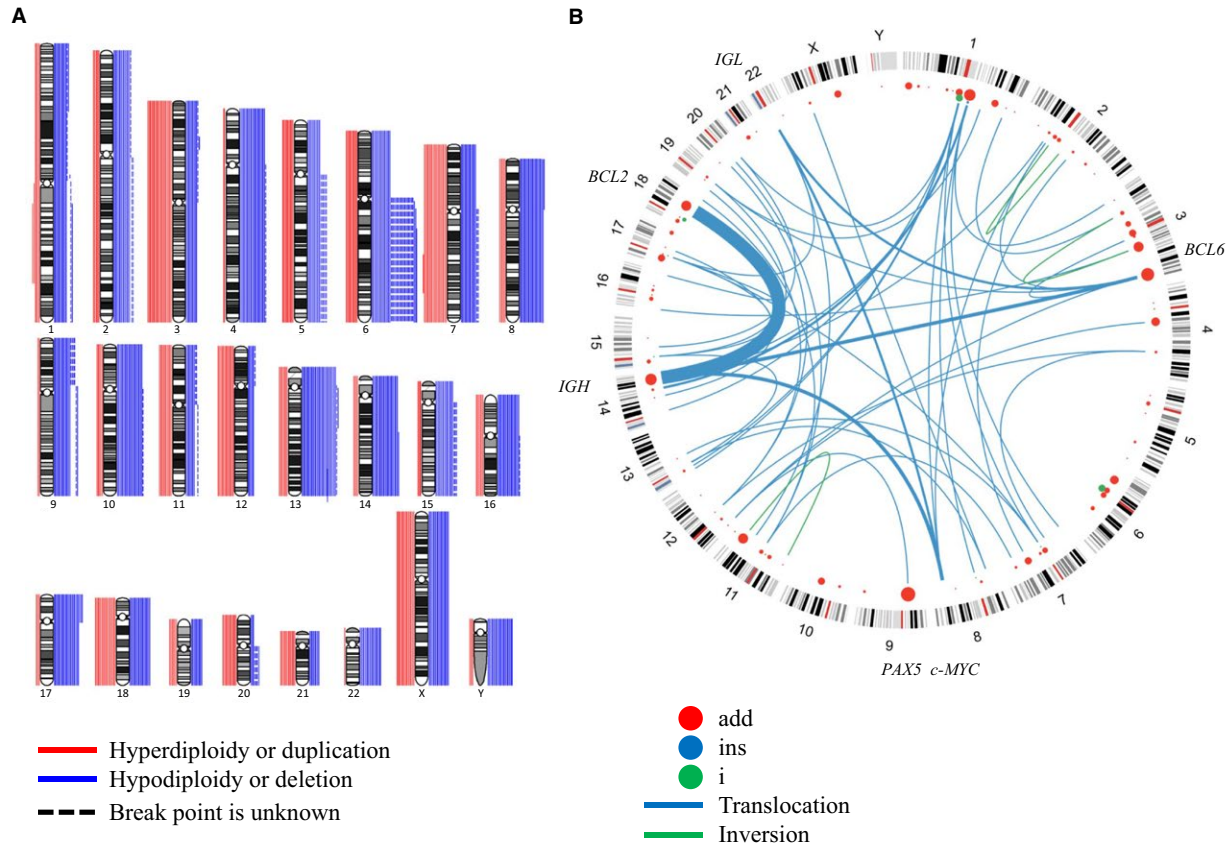 A
1 2 3 4 5 6 7 8
9 10 11 12 13 14 15 16
17 18 19 20 21 22 X Y
Hyperdiploidy or duplication
Hypodiploidy or deletion
Break point is unknown
B
1
2
3
BCL6
4
5
6
7
8
9
PAX5 c-MYC
10
11
12
13
14
IGH
15
16
17
18
BCL2
19
20
21
22
IGL
X
Y
add
ins
i
Translocation
Inversion